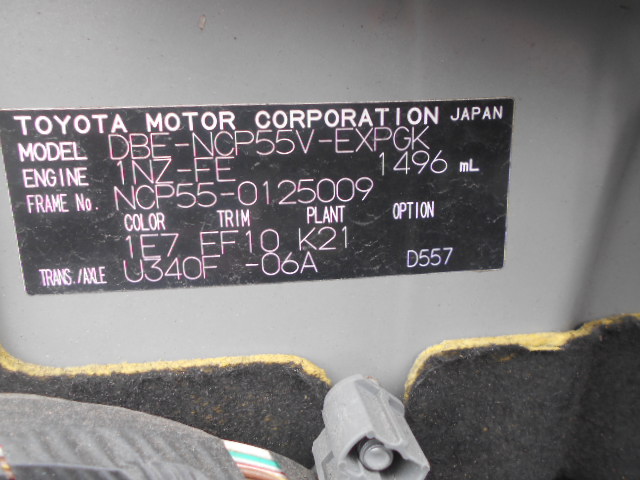 TOYOTA MOTOR CORPORATION JAPAN
MODEL DBE-NCP55V-EXPGK
ENGINE 1NZ-FE 1496 mL
FRAME No. NCP55-0125009
COLOR TRIM PLANT OPTION
1E7 FF10 K21
TRANS./AXLE U340F -06A D557